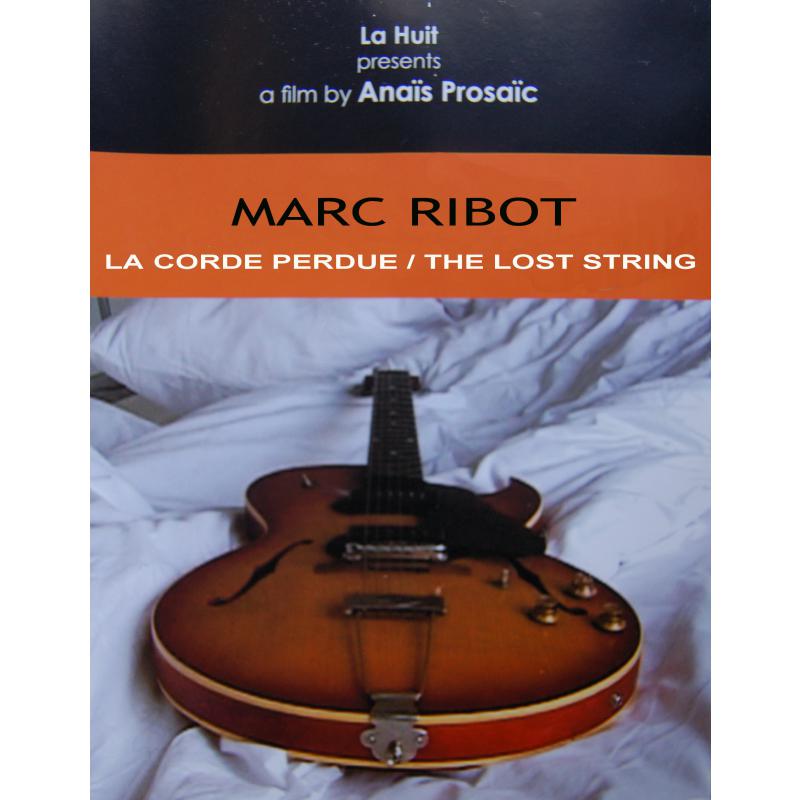 La Huit
presents
a film by Anaïs Prosaïc
MARC RIBOT
LA CORDE PERDUE / THE LOST STRING